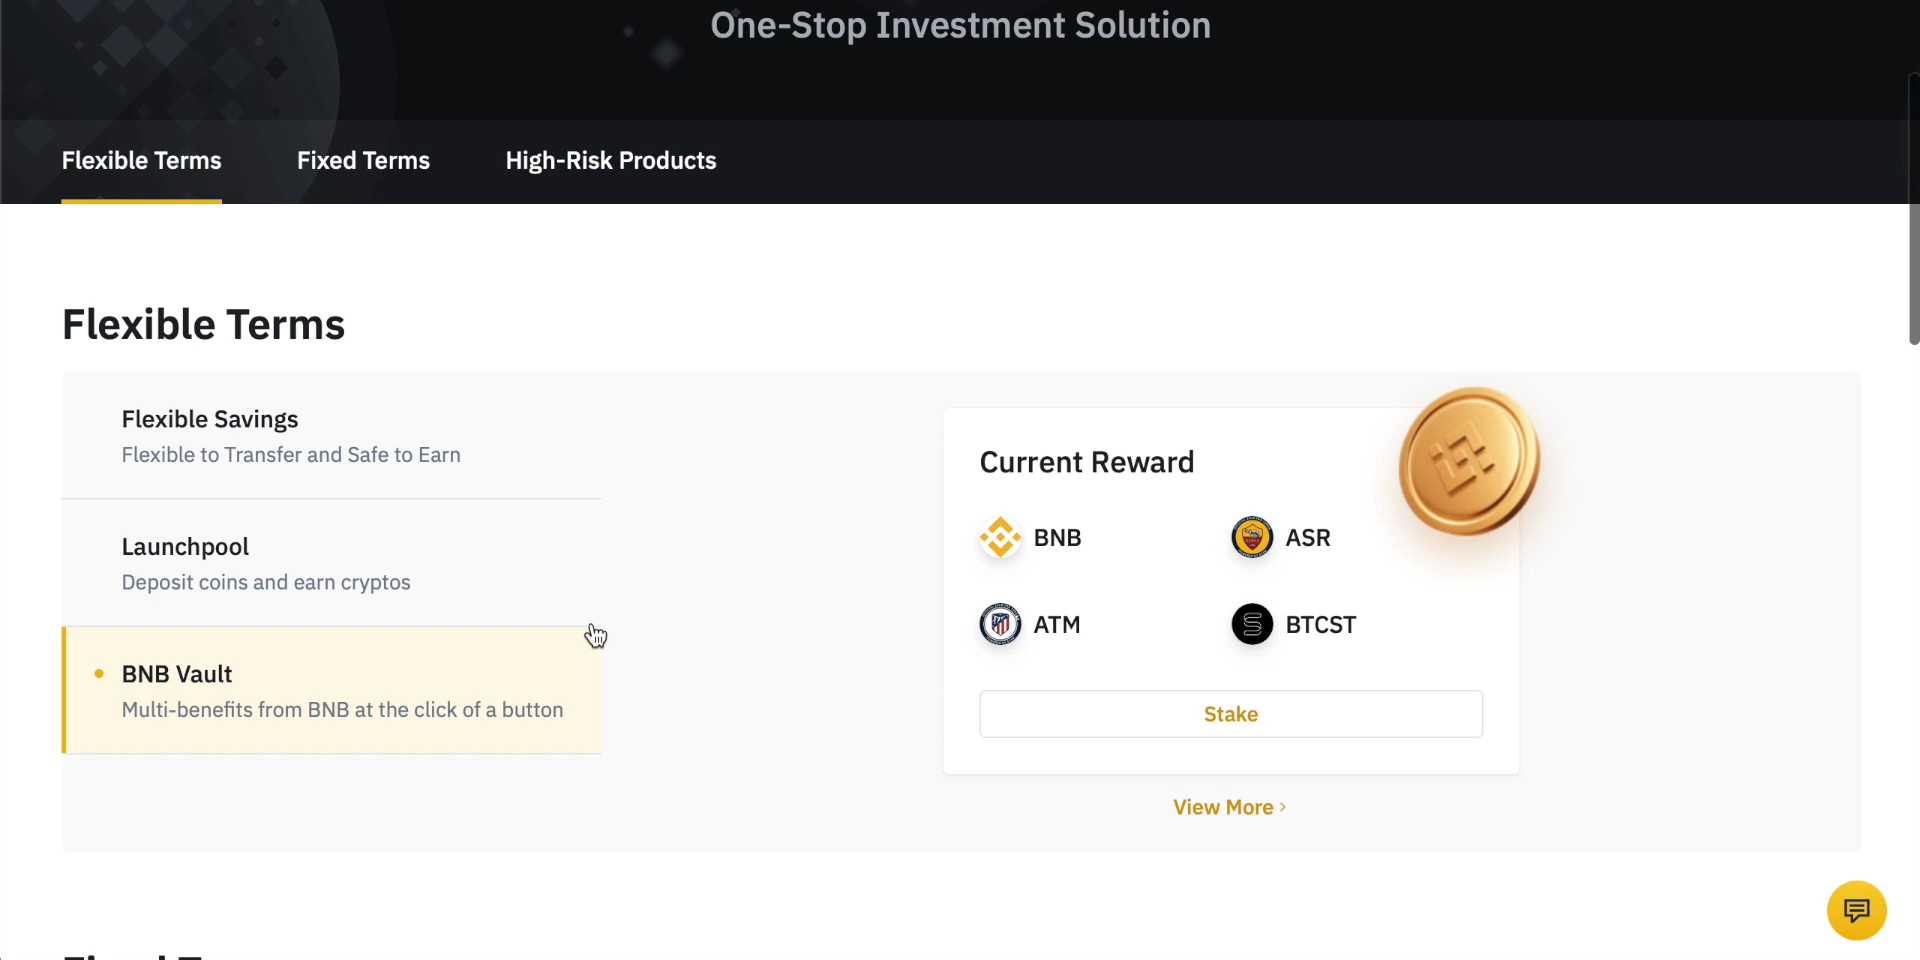 One-Stop Investment Solution
Flexible Terms
Fixed Terms
High-Risk Products
Flexible Terms
Flexible Savings
Flexible to Transfer and Safe to Earn
Launchpool
Deposit coins and earn cryptos
BNB Vault
Multi-benefits from BNB at the click of a button
Current Reward
BNB
ASR
ATM
BTCST
Stake
View More